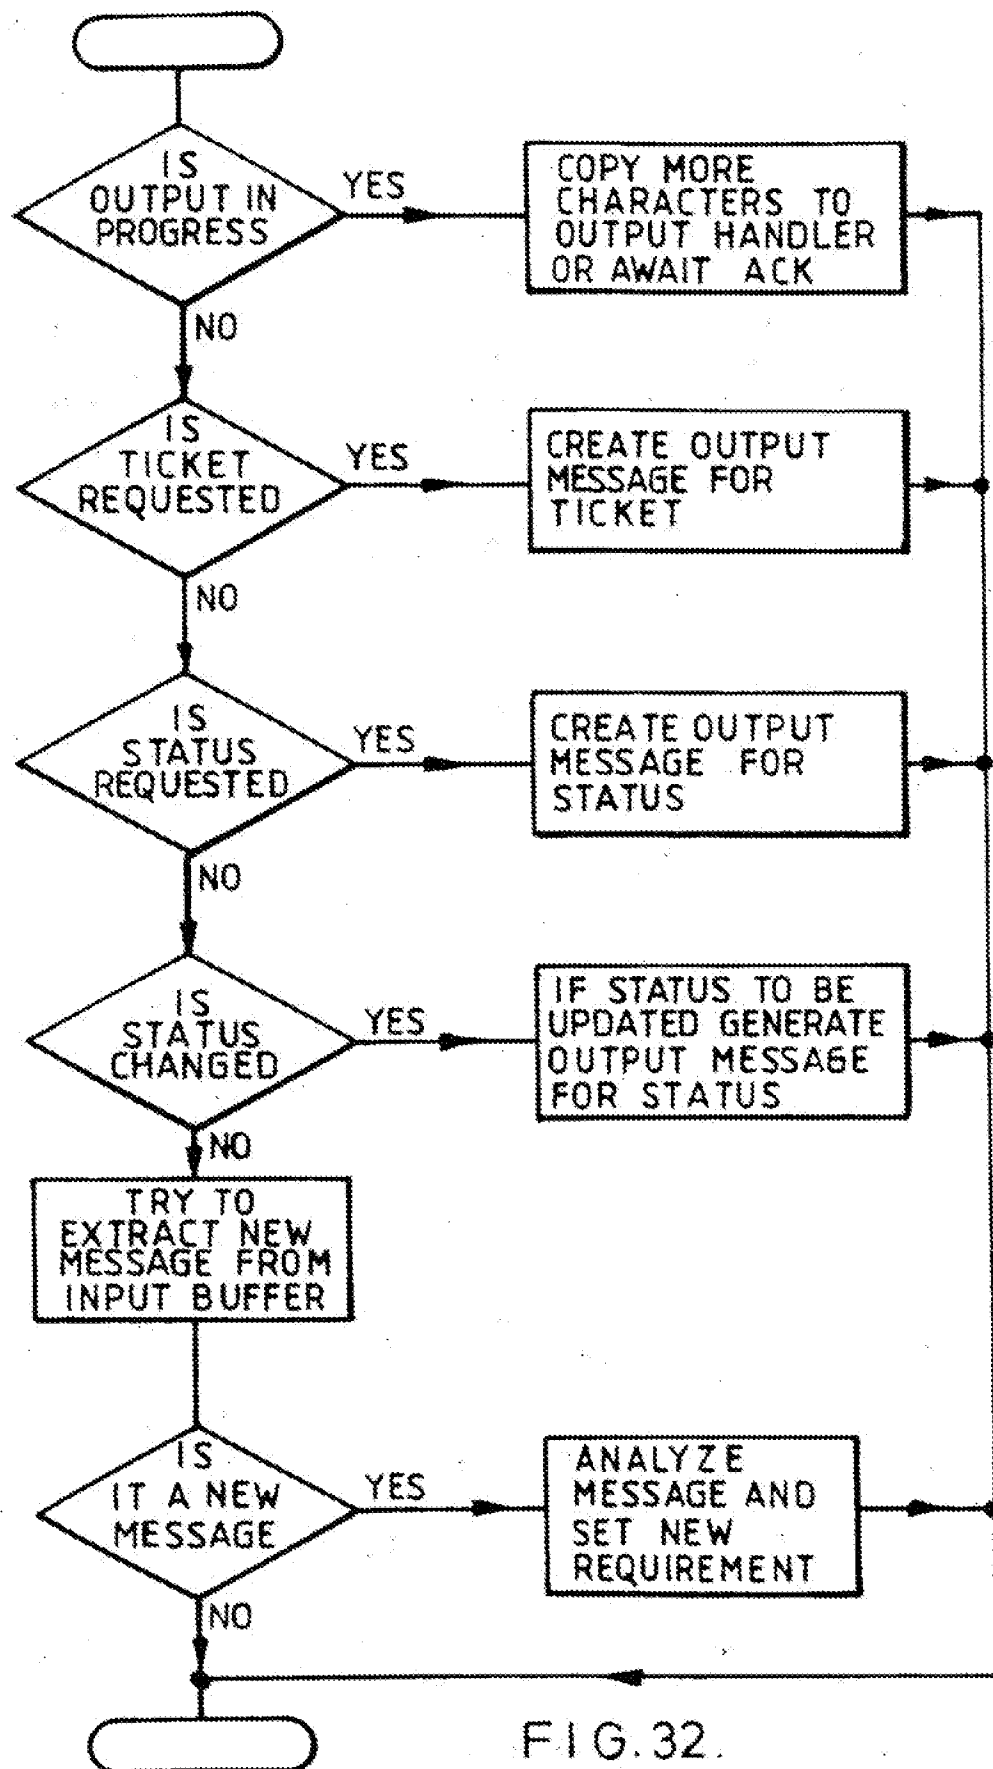 IS
OUTPUT IN
PROGRESS
YES
COPY MORE
CHARACTERS TO
OUTPUT HANDLER
OR AWAIT ACK
NO
IS
TICKET
REQUESTED
YES
CREATE OUTPUT
MESSAGE FOR
TICKET
NO
IS
STATUS
REQUESTED
YES
CREATE OUTPUT
MESSAGE FOR
STATUS
NO
IS
STATUS
CHANGED
YES
IF STATUS TO BE
UPDATED GENERATE
OUTPUT MESSAGE
FOR STATUS
NO
TRY TO
EXTRACT NEW
MESSAGE FROM
INPUT BUFFER
IS
IT A NEW
MESSAGE
YES
ANALYZE
MESSAGE AND
SET NEW
REQUIREMENT
NO
FIG.32.